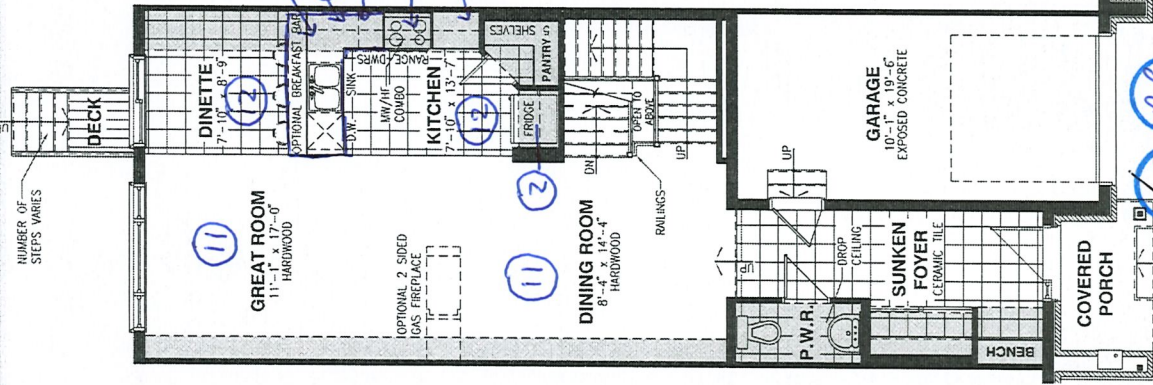 NUMBER OF
STEPS VARIES
UP
DECK
DINETTE
7'-10" x 8'-9"
12
OPTIONAL BREAKFAST BAR
D.W.
SINK
MW/HF
COMBO
RANGE
DWRS
KITCHEN
7'-10" x 13'-7"
12
SHELVES
PANTRY
FRIDGE
2
GREAT ROOM
11'-1" x 17'-0"
HARDWOOD
11
OPTIONAL 2 SIDED
GAS FIREPLACE
DINING ROOM
8'-4" x 14'-4"
HARDWOOD
11
DN
UP
OPEN TO
ABOVE
RAILINGS
GARAGE
10'-1" x 19'-6"
EXPOSED CONCRETE
UP
UP
DROP
CEILING
P.W.R.
SUNKEN
FOYER
CERAMIC TILE
BENCH
COVERED
PORCH